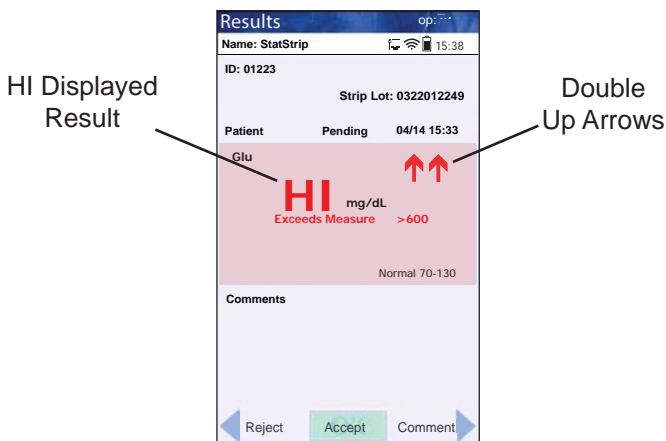 Results op:
Name: StatStrip 15:38
ID: 01223
Strip Lot: 0322012249
Patient Pending 04/14 15:33
Glu
HI mg/dL
Exceeds Measure >600
Normal 70-130
Comments
Reject Accept Comment
HI Displayed
Result
Double
Up Arrows